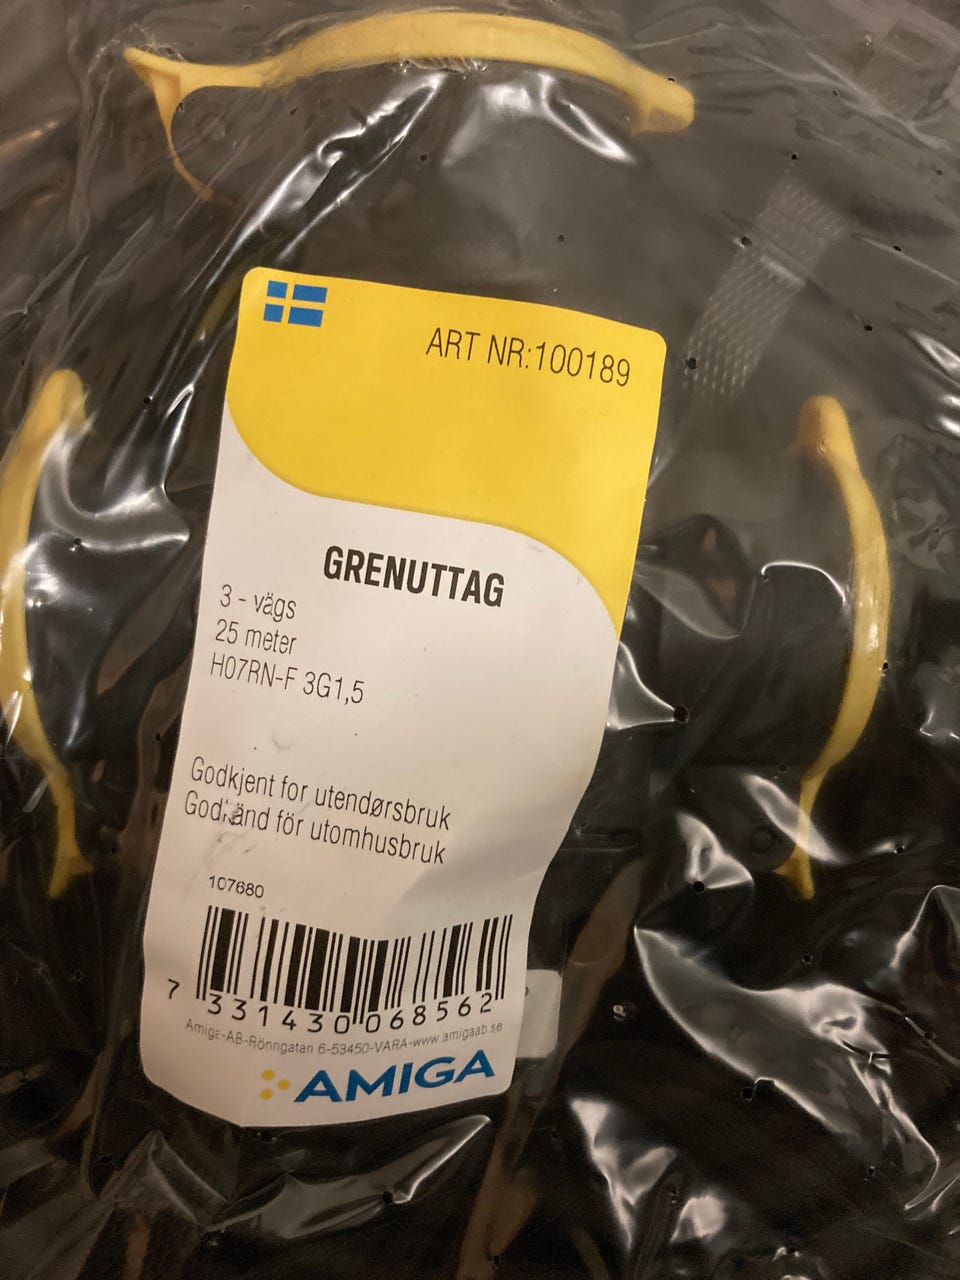 ART NR:100189
GRENUTTAG
3 - vägs
25 meter
H07RN-F 3G1,5
Godkjent for utendørsbruk
Godkänd för utomhusbruk
107680
7 331430 068562
Amiga-AB-Rönngatan 6-53450-VARA-www.amigaab.se
AMIGA